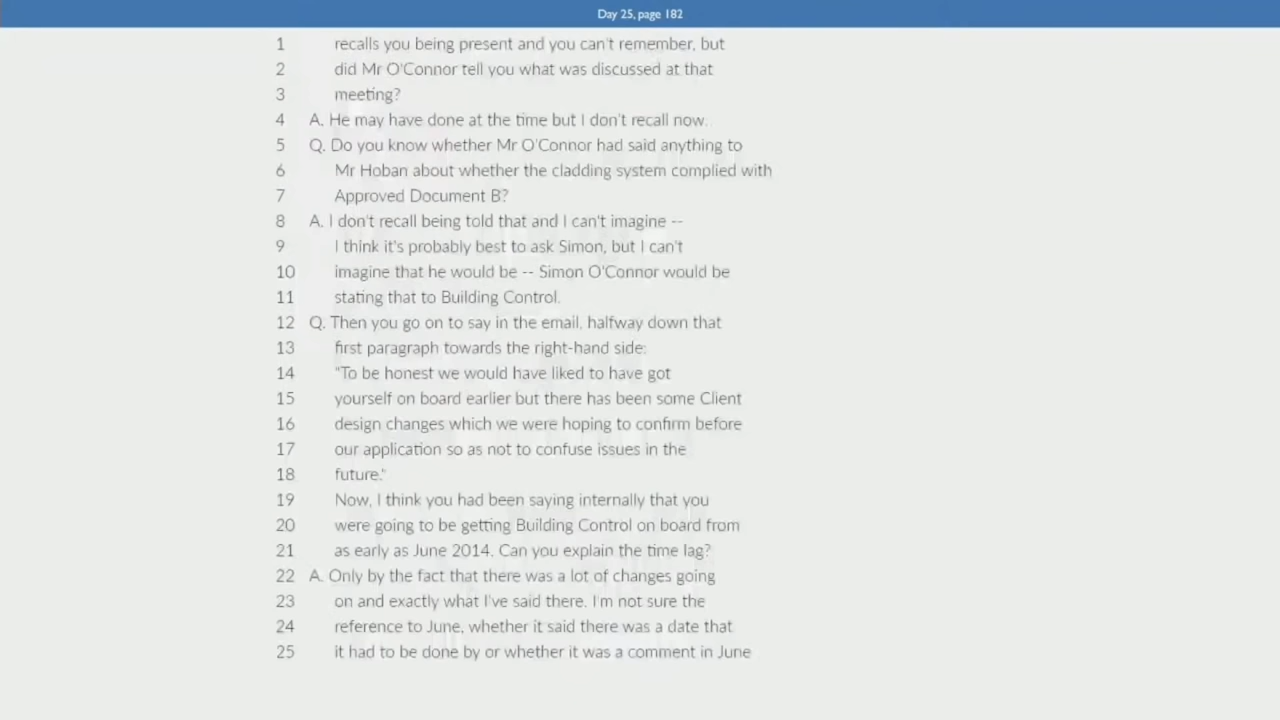 Day 25, page 182
1 recalls you being present and you can't remember, but
2 did Mr O'Connor tell you what was discussed at that
3 meeting?
4 A. He may have done at the time but I don't recall now.
5 Q. Do you know whether Mr O'Connor had said anything to
6 Mr Hoban about whether the cladding system complied with
7 Approved Document B?
8 A. I don't recall being told that and I can't imagine --
9 I think it's probably best to ask Simon, but I can't
10 imagine that he would be -- Simon O'Connor would be
11 stating that to Building Control.
12 Q. Then you go on to say in the email, halfway down that
13 first paragraph towards the right-hand side:
14 "To be honest we would have liked to have got
15 yourself on board earlier but there has been some Client
16 design changes which we were hoping to confirm before
17 our application so as not to confuse issues in the
18 future."
19 Now, I think you had been saying internally that you
20 were going to be getting Building Control on board from
21 as early as June 2014. Can you explain the time lag?
22 A. Only by the fact that there was a lot of changes going
23 on and exactly what I've said there. I'm not sure the
24 reference to June, whether it said there was a date that
25 it had to be done by or whether it was a comment in June